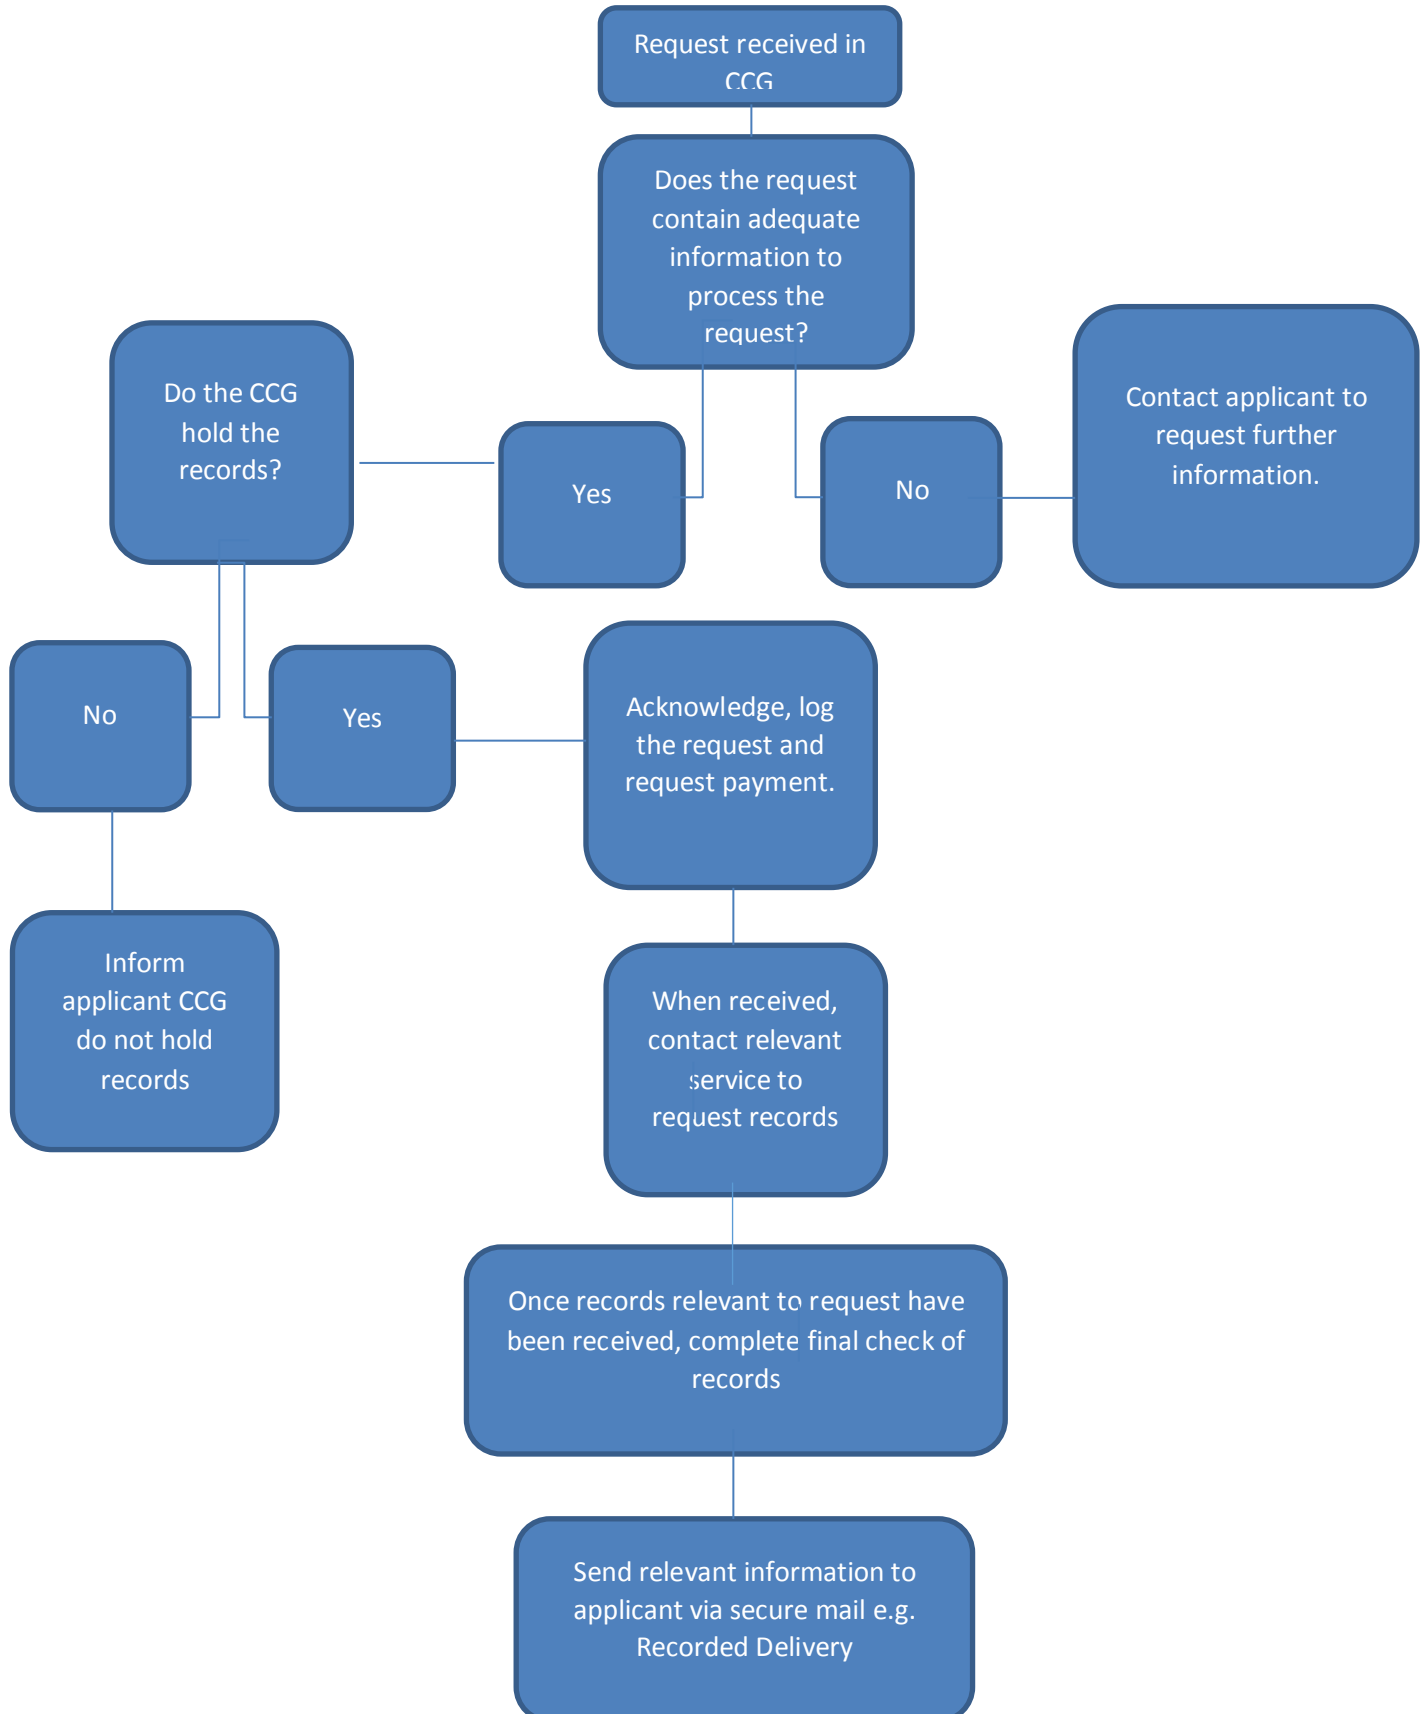 Request received in
CCG
Does the request
contain adequate
information to
process the
request?
Do the CCG
hold the
records?
Yes
No
Contact applicant to
request further
information.
No
Yes
Acknowledge, log
the request and
request payment.
Inform
applicant CCG
do not hold
records
When received,
contact relevant
service to
request records
Once records relevant to request have
been received, complete final check of
records
Send relevant information to
applicant via secure mail e.g.
Recorded Delivery